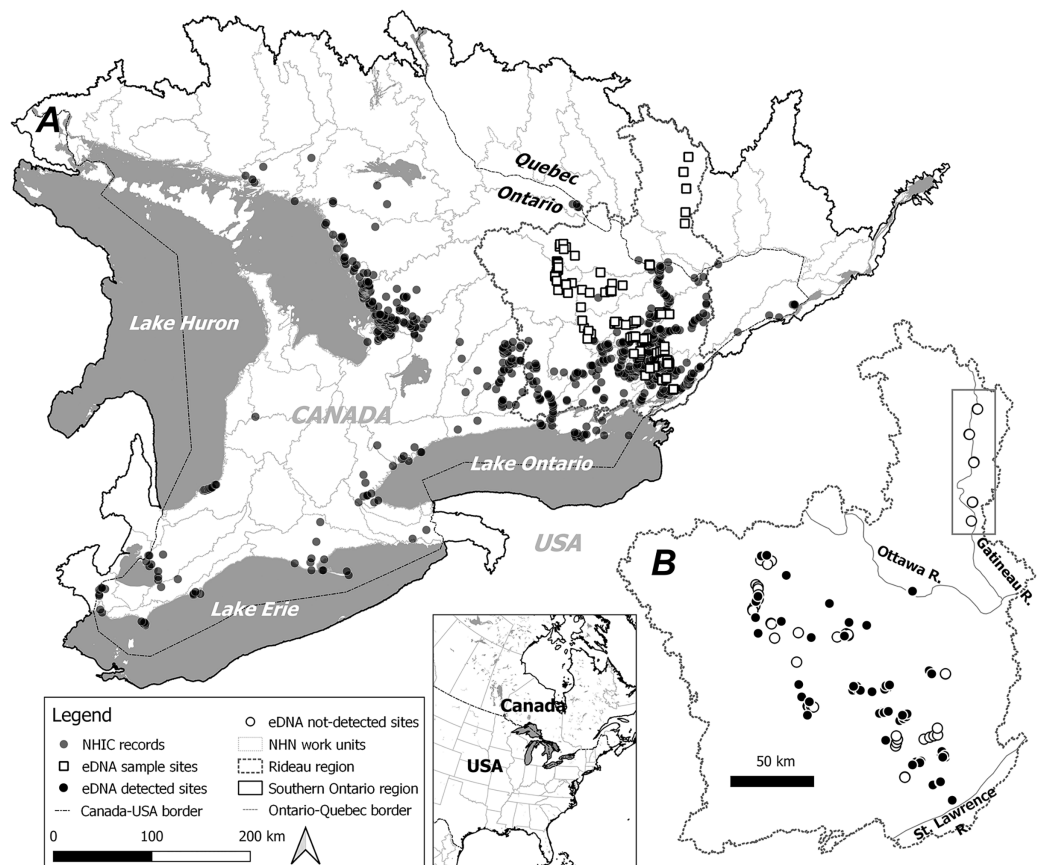 A
Quebec
Ontario
Lake Huron
CANADA
Lake Ontario
USA
Lake Erie
B
Ottawa R.
Gatineau R.
50 km
St. Lawrence R.
Canada
USA
Legend
NHIC records
eDNA sample sites
eDNA detected sites
Canada-USA border
eDNA not-detected sites
NHN work units
Rideau region
Southern Ontario region
Ontario-Quebec border
0 100 200 km